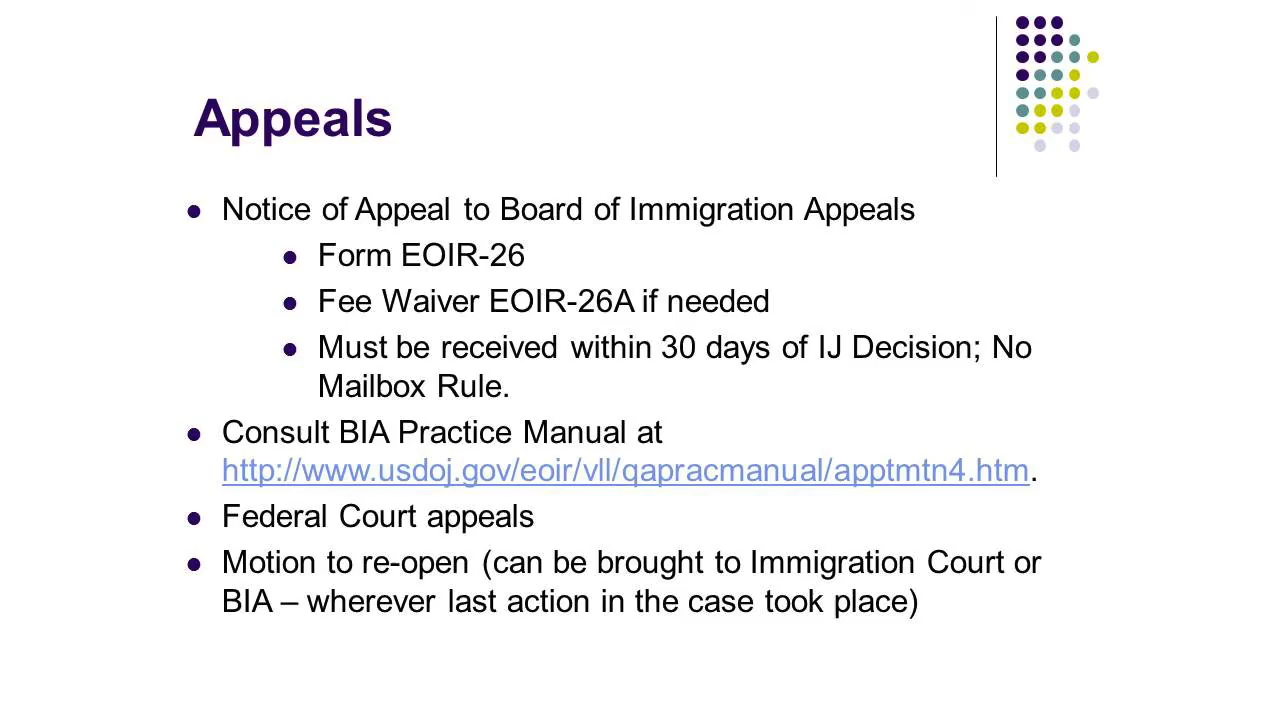 Appeals
Notice of Appeal to Board of Immigration Appeals
Form EOIR-26
Fee Waiver EOIR-26A if needed
Must be received within 30 days of IJ Decision; No
Mailbox Rule.
Consult BIA Practice Manual at
http://www.usdoj.gov/eoir/vll/qapracmanual/apptmtn4.htm.
Federal Court appeals
Motion to re-open (can be brought to Immigration Court or
BIA – wherever last action in the case took place)